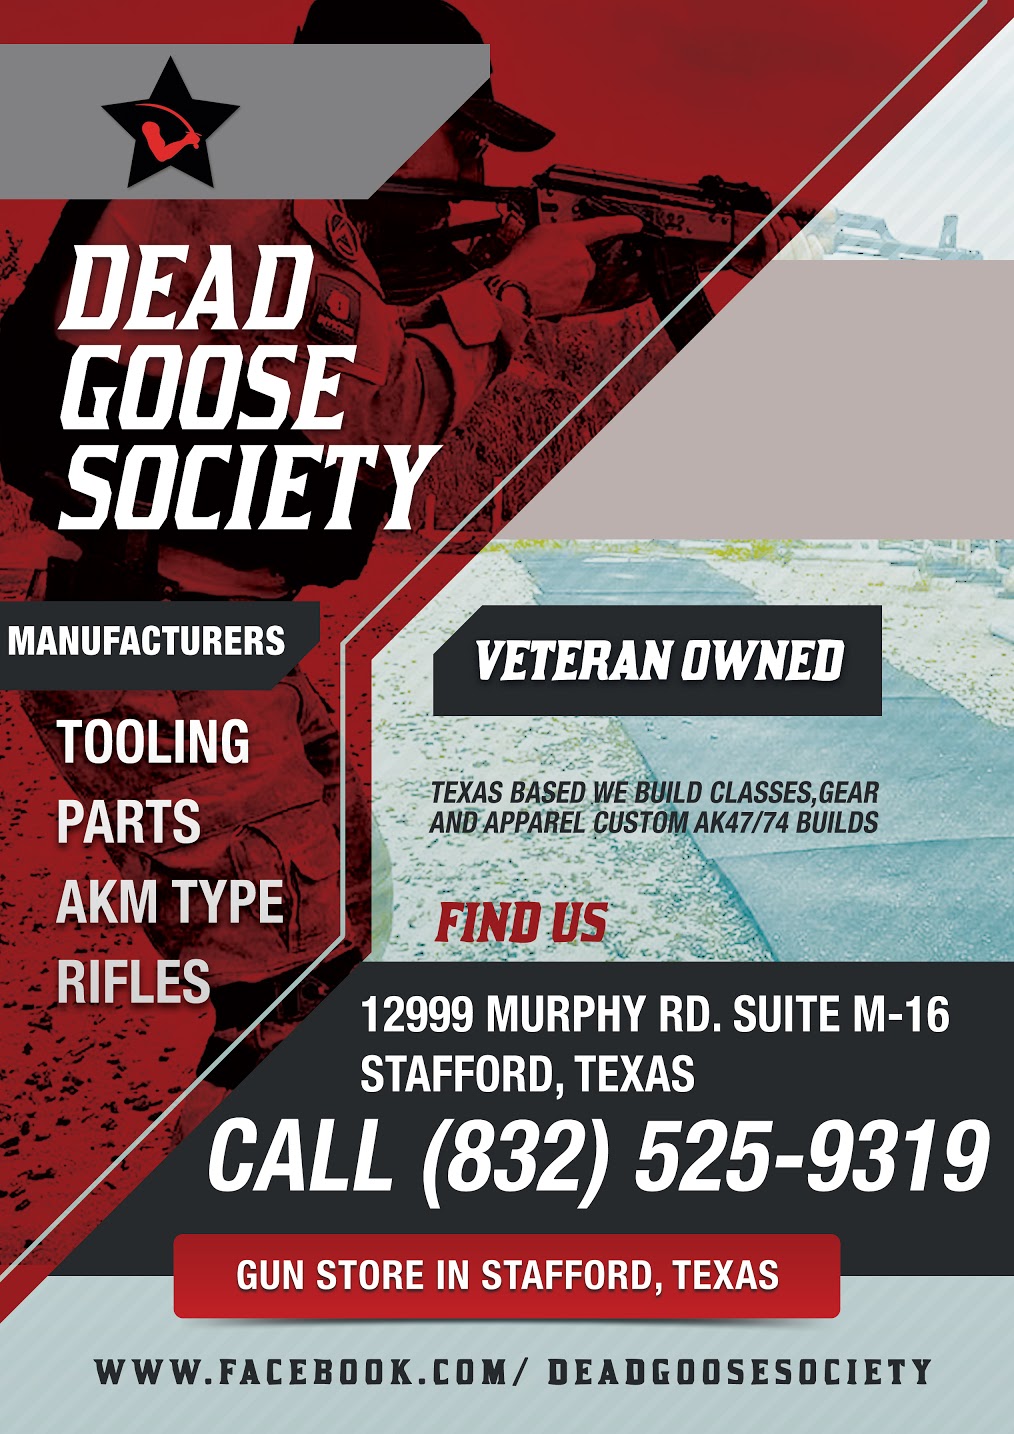 DEAD
GOOSE
SOCIETY
MANUFACTURERS
TOOLING
PARTS
AKM TYPE
RIFLES
VETERAN OWNED
TEXAS BASED WE BUILD CLASSES,GEAR
AND APPAREL CUSTOM AK47/74 BUILDS
FIND US
12999 MURPHY RD. SUITE M-16
STAFFORD, TEXAS
CALL (832) 525-9319
GUN STORE IN STAFFORD, TEXAS
WWW.FACEBOOK.COM/ DEADGOOSESOCIETY